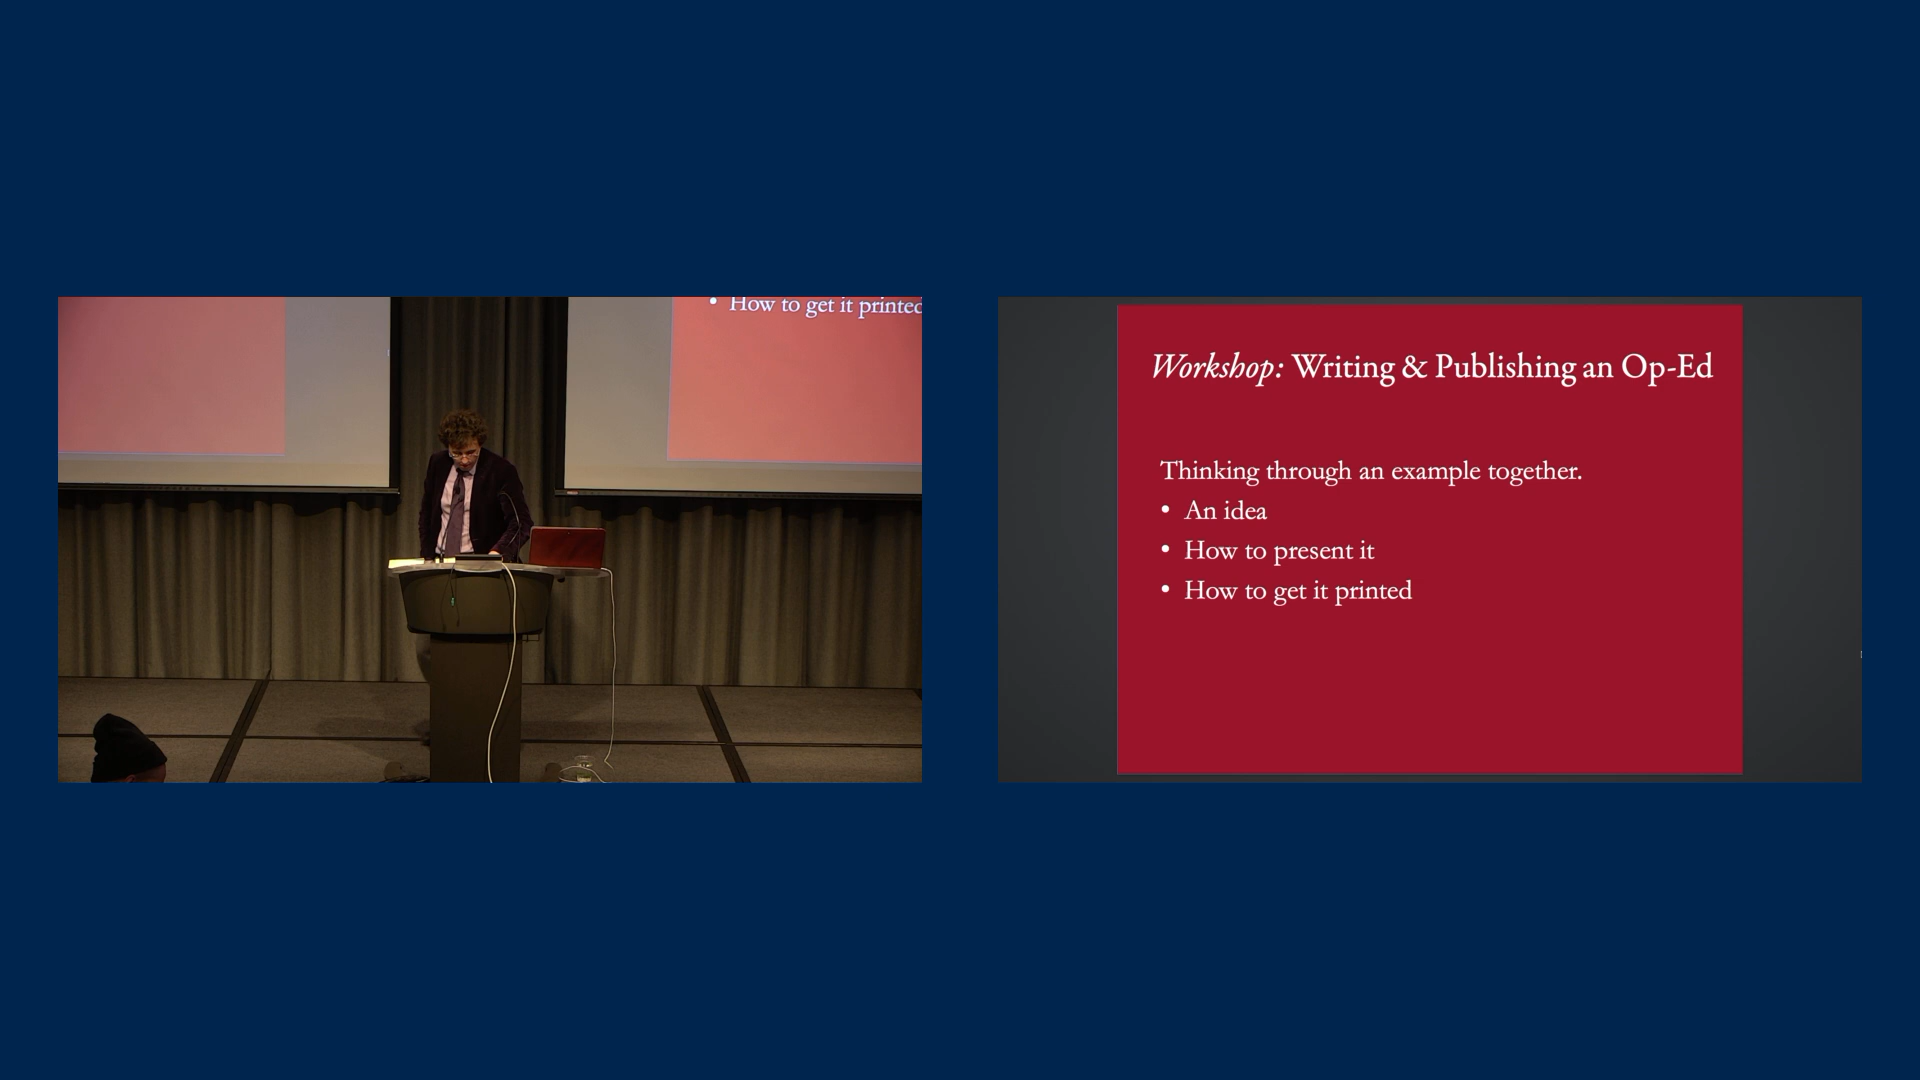 • How to get it printed
Workshop: Writing & Publishing an Op-Ed
Thinking through an example together.
• An idea
• How to present it
• How to get it printed